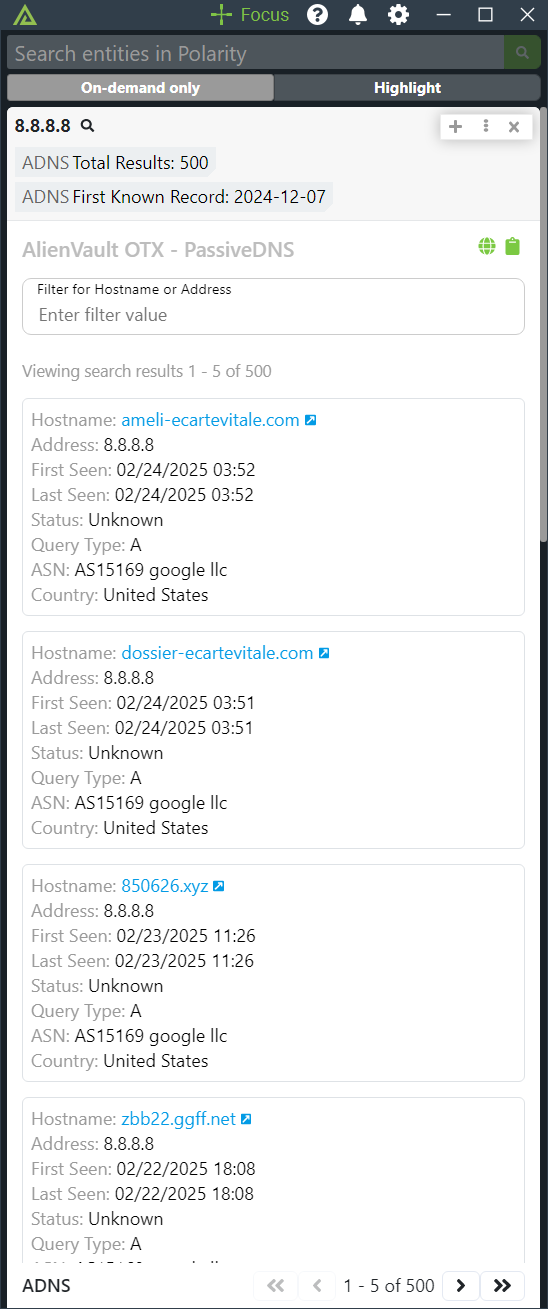 Focus
Search entities in Polarity
On-demand only
Highlight
8.8.8.8
ADNS Total Results: 500
ADNS First Known Record: 2024-12-07
AlienVault OTX - PassiveDNS
Filter for Hostname or Address
Enter filter value
Viewing search results 1 - 5 of 500
Hostname: ameli-ecartevitale.com
Address: 8.8.8.8
First Seen: 02/24/2025 03:52
Last Seen: 02/24/2025 03:52
Status: Unknown
Query Type: A
ASN: AS15169 google llc
Country: United States
Hostname: dossier-ecartevitale.com
Address: 8.8.8.8
First Seen: 02/24/2025 03:51
Last Seen: 02/24/2025 03:51
Status: Unknown
Query Type: A
ASN: AS15169 google llc
Country: United States
Hostname: 850626.xyz
Address: 8.8.8.8
First Seen: 02/23/2025 11:26
Last Seen: 02/23/2025 11:26
Status: Unknown
Query Type: A
ASN: AS15169 google llc
Country: United States
Hostname: zbb22.ggff.net
Address: 8.8.8.8
First Seen: 02/22/2025 18:08
Last Seen: 02/22/2025 18:08
Status: Unknown
Query Type: A
ADNS
1 - 5 of 500